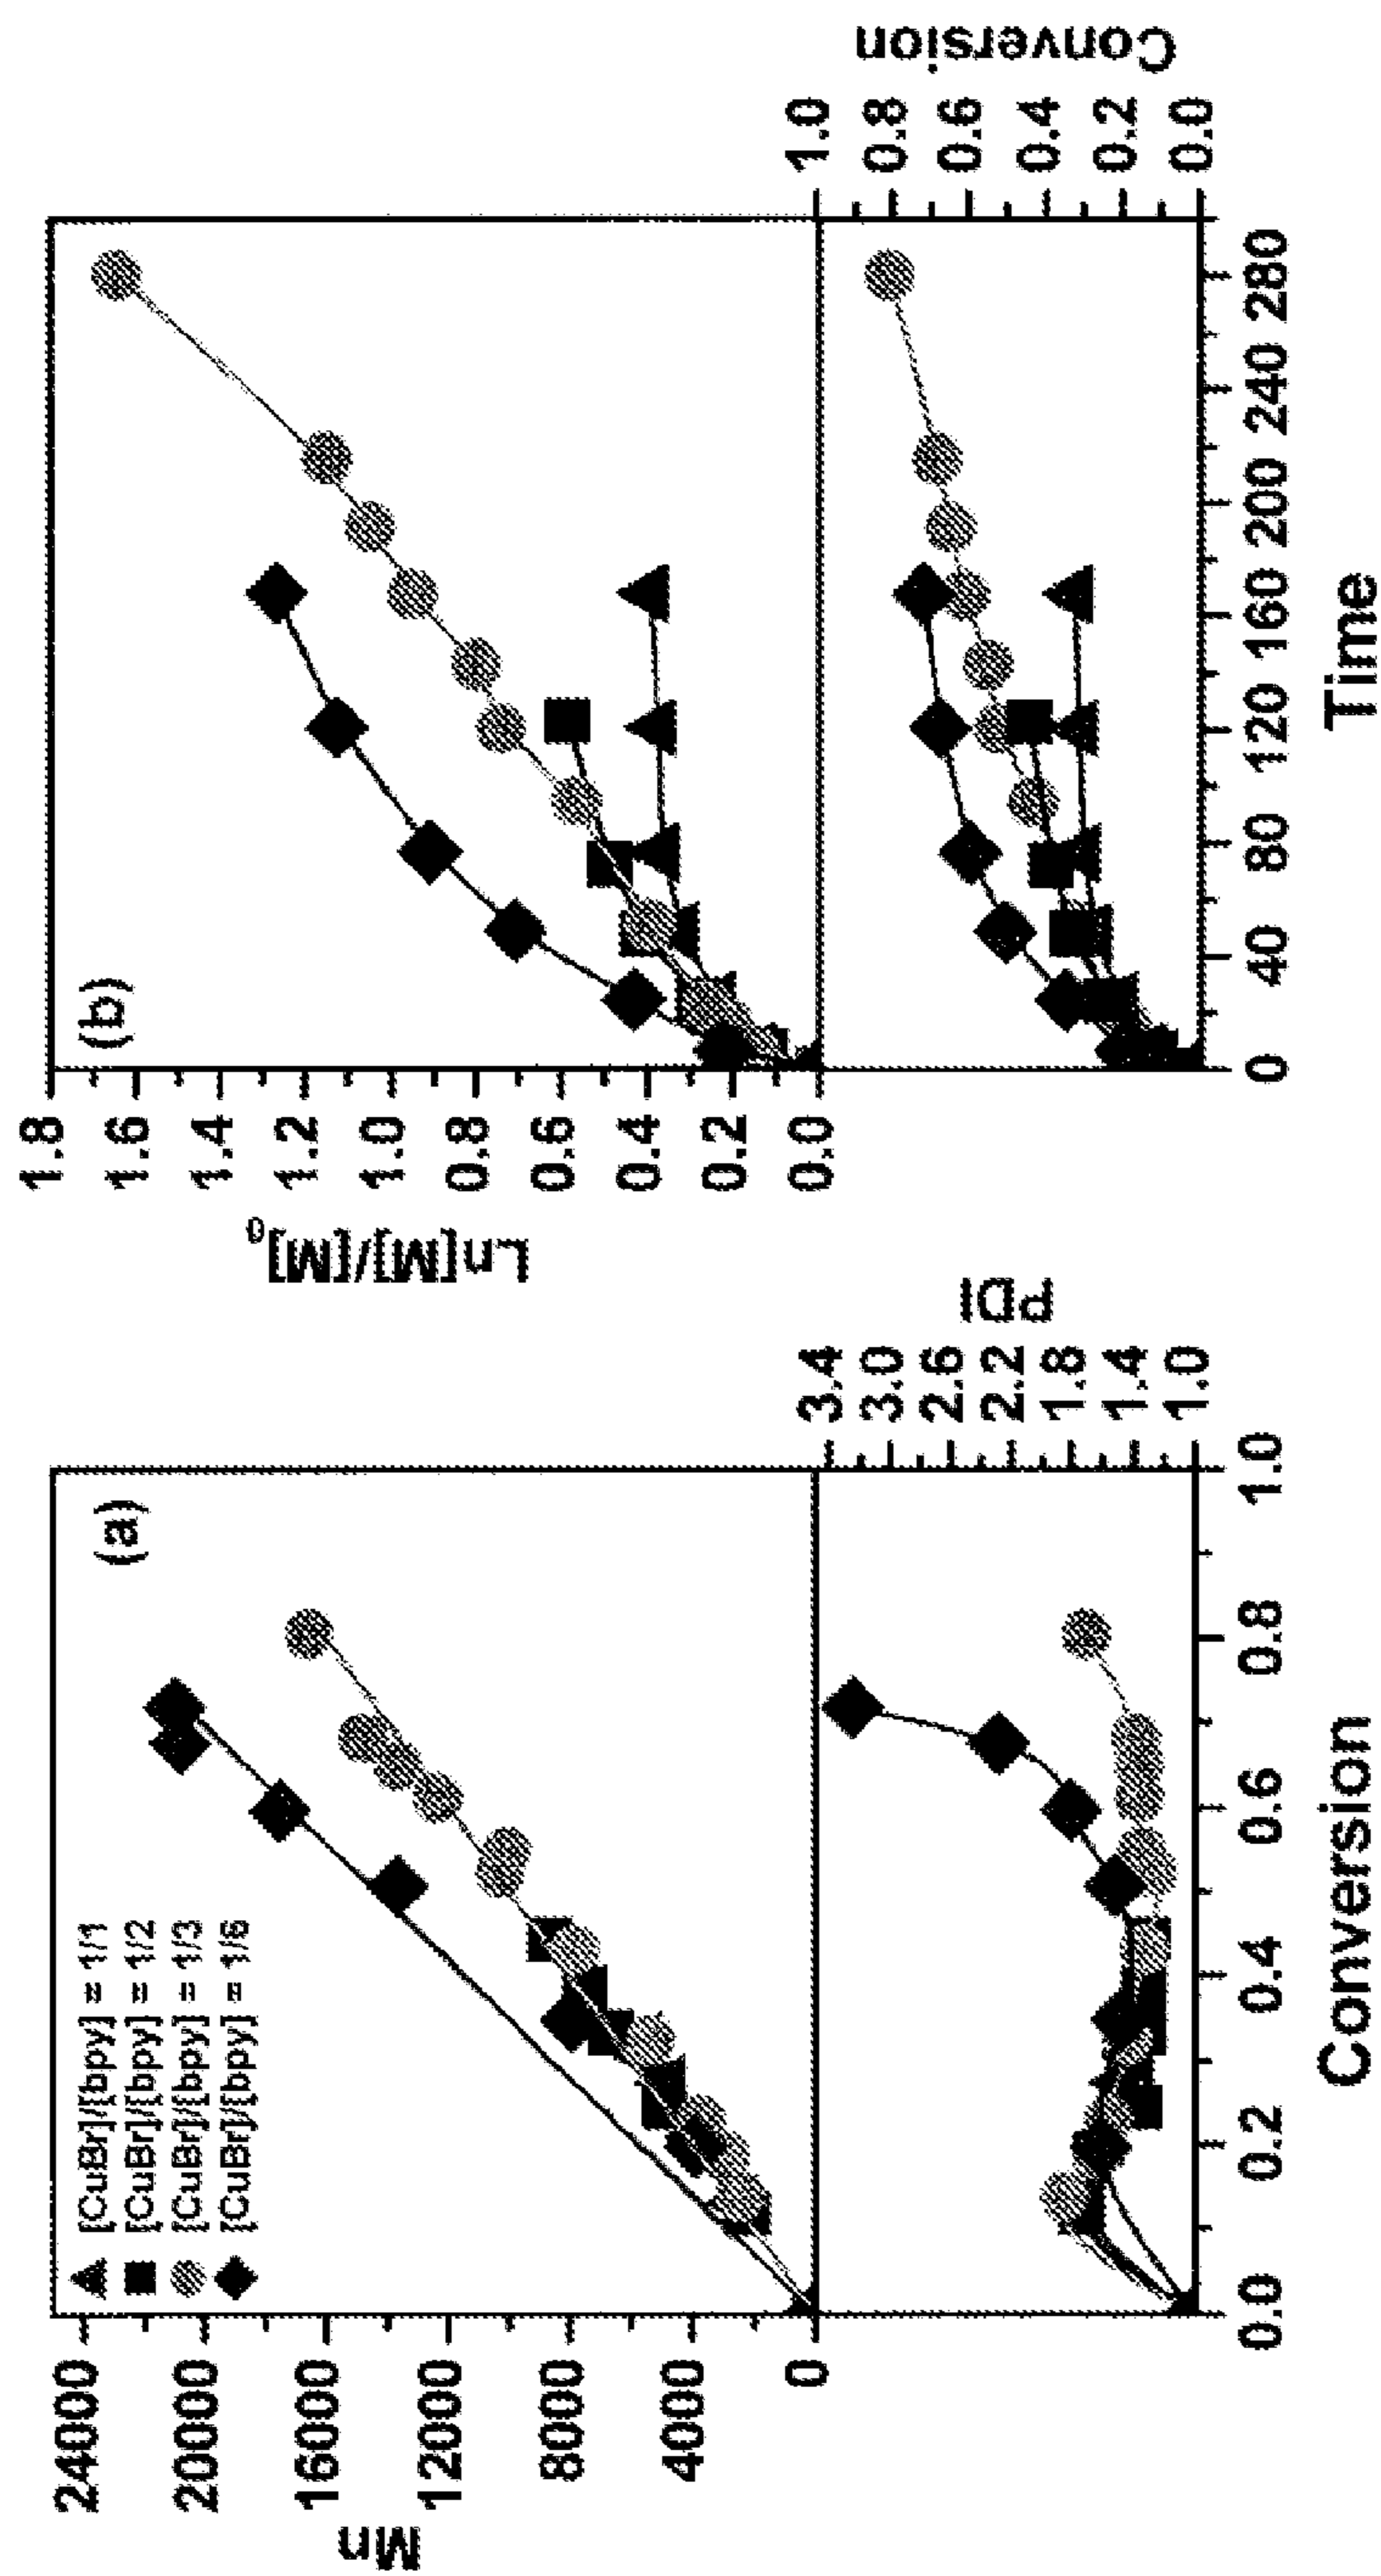 (a)
▲ [CuBr]/[bpy] = 1/1
■ [CuBr]/[bpy] = 1/2
● [CuBr]/[bpy] = 1/3
◆ [CuBr]/[bpy] = 1/6
Mn
24000
20000
16000
12000
8000
4000
0
PDI
3.4
3.0
2.6
2.2
1.8
1.4
1.0
0.0 0.2 0.4 0.6 0.8 1.0
Conversion
(b)
Ln[M]/[M]₀
1.8
1.6
1.4
1.2
1.0
0.8
0.6
0.4
0.2
0.0
Conversion
1.0
0.8
0.6
0.4
0.2
0.0
0 40 80 120 160 200 240 280
Time